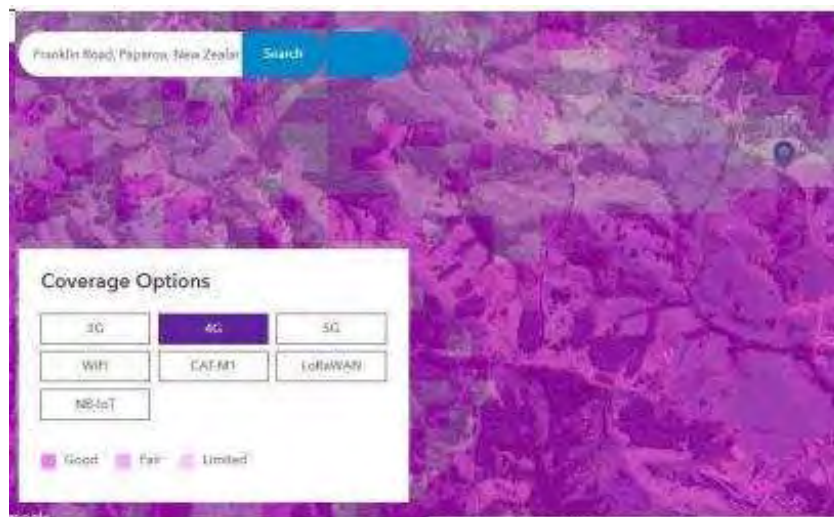 Franklin Road, Paparoa, New Zealan
Search
Coverage Options
3G
4G
5G
WiFi
CAT-M1
LoRaWAN
NB-IoT
Good
Fair
Limited